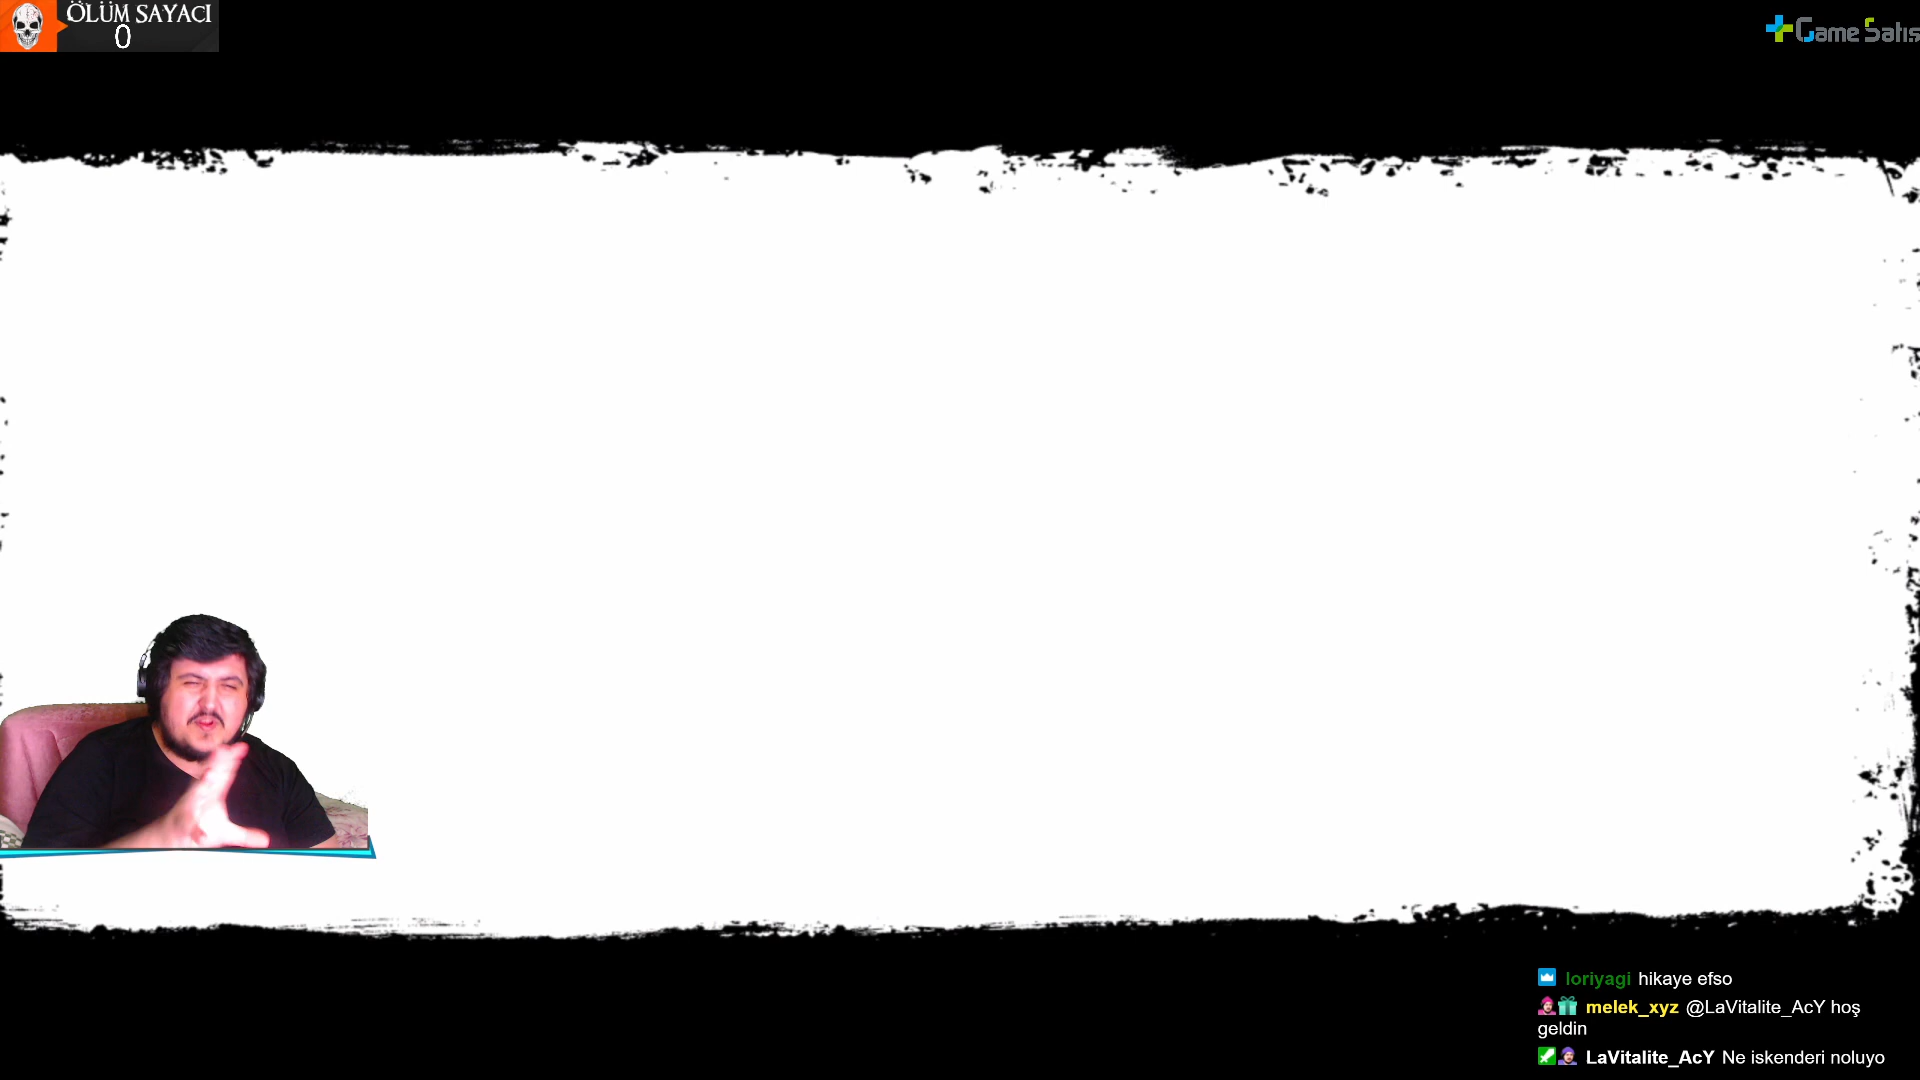 ÖLÜM SAYACI
0
Game Satış
loriyagi hikaye efso
melek_xyz @LaVitalite_AcY hoş
geldin
LaVitalite_AcY Ne iskenderi noluyo